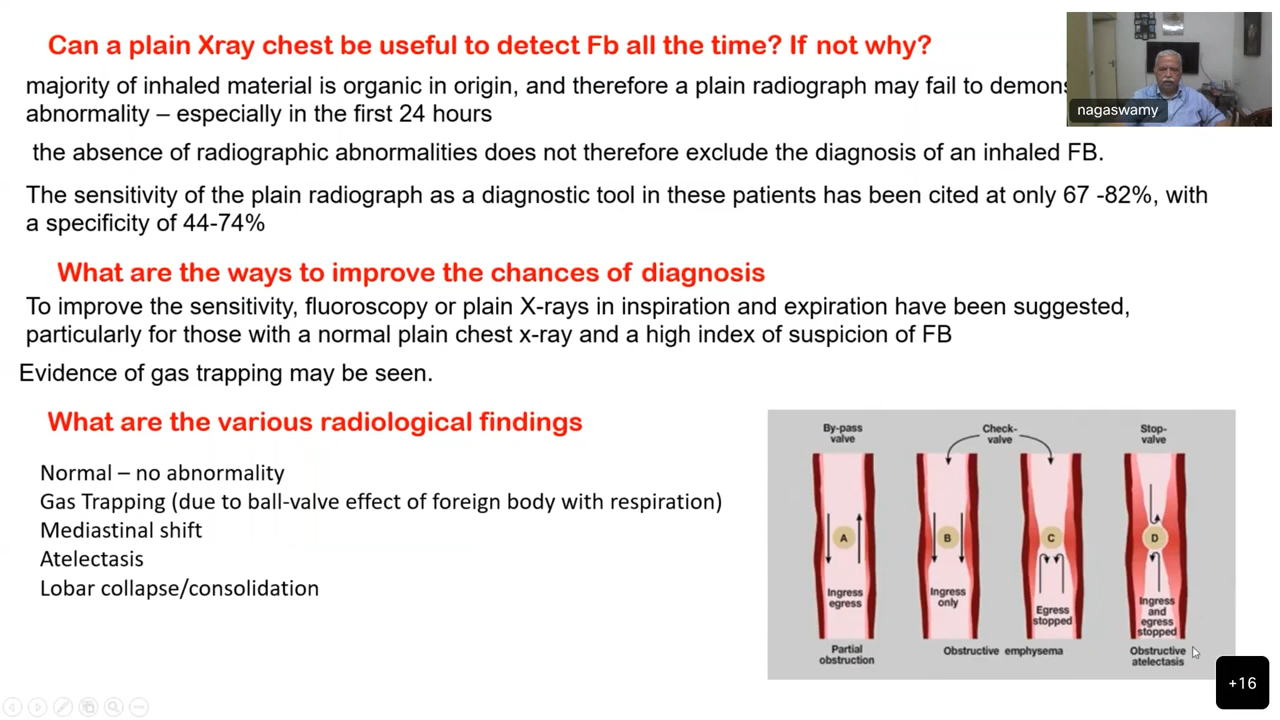 Can a plain Xray chest be useful to detect Fb all the time? If not why?
majority of inhaled material is organic in origin, and therefore a plain radiograph may fail to
abnormality – especially in the first 24 hours
nagaswamy
the absence of radiographic abnormalities does not therefore exclude the diagnosis of an inhaled FB.
The sensitivity of the plain radiograph as a diagnostic tool in these patients has been cited at only 67 -82%, with
a specificity of 44-74%
What are the ways to improve the chances of diagnosis
To improve the sensitivity, fluoroscopy or plain X-rays in inspiration and expiration have been suggested,
particularly for those with a normal plain chest x-ray and a high index of suspicion of FB
Evidence of gas trapping may be seen.
What are the various radiological findings
Normal – no abnormality
Gas Trapping (due to ball-valve effect of foreign body with respiration)
Mediastinal shift
Atelectasis
Lobar collapse/consolidation
By-pass
valve
Check-
valve
Stop-
valve
A
B
C
D
Ingress
egress
Ingress
only
Egress
stopped
Ingress
and
egress
stopped
Partial
obstruction
Obstructive emphysema
Obstructive
atelectasis
+16